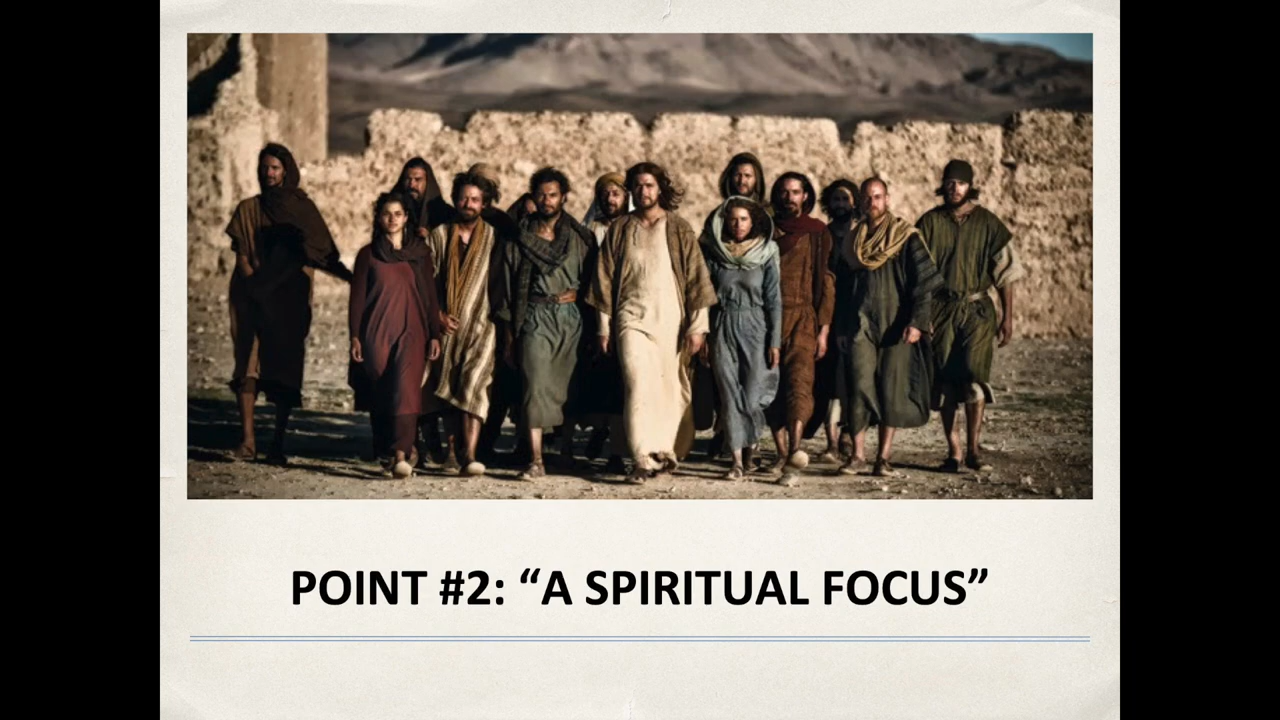 POINT #2: “A SPIRITUAL FOCUS”